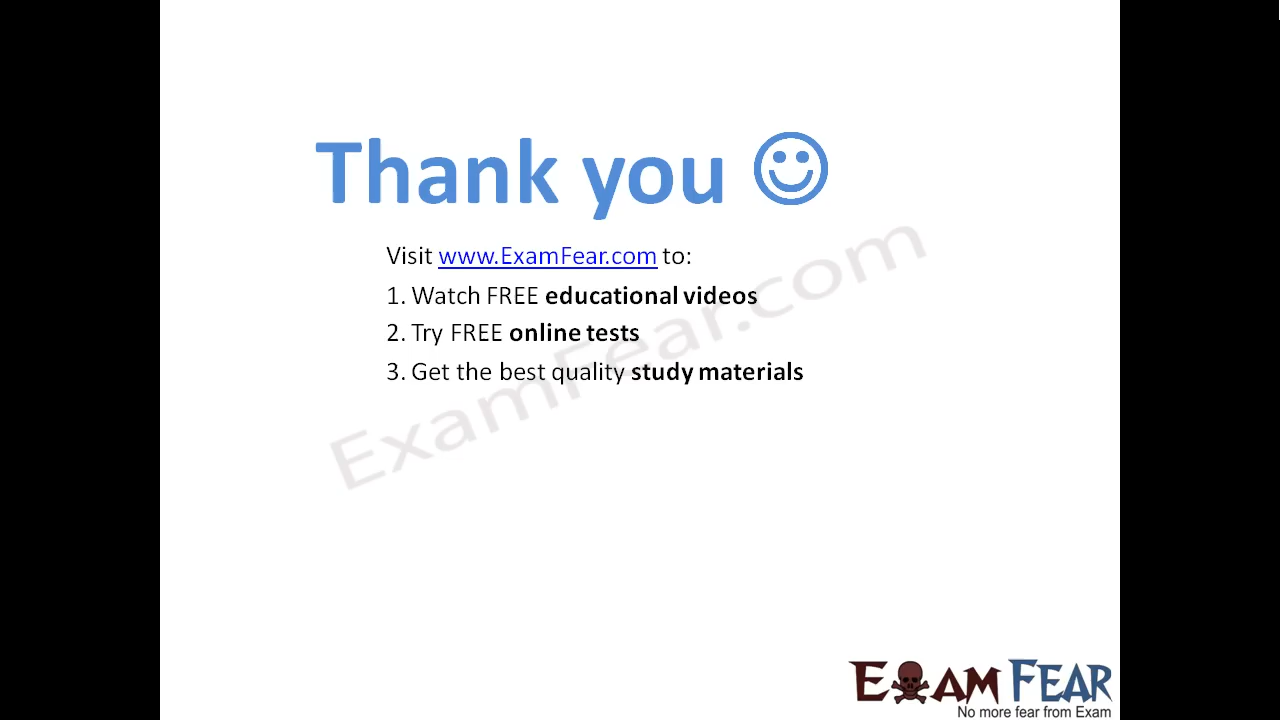 Thank you ☺
Visit www.ExamFear.com to:
1. Watch FREE educational videos
2. Try FREE online tests
3. Get the best quality study materials
ExamFear.com
EXAM FEAR
No more fear from Exam